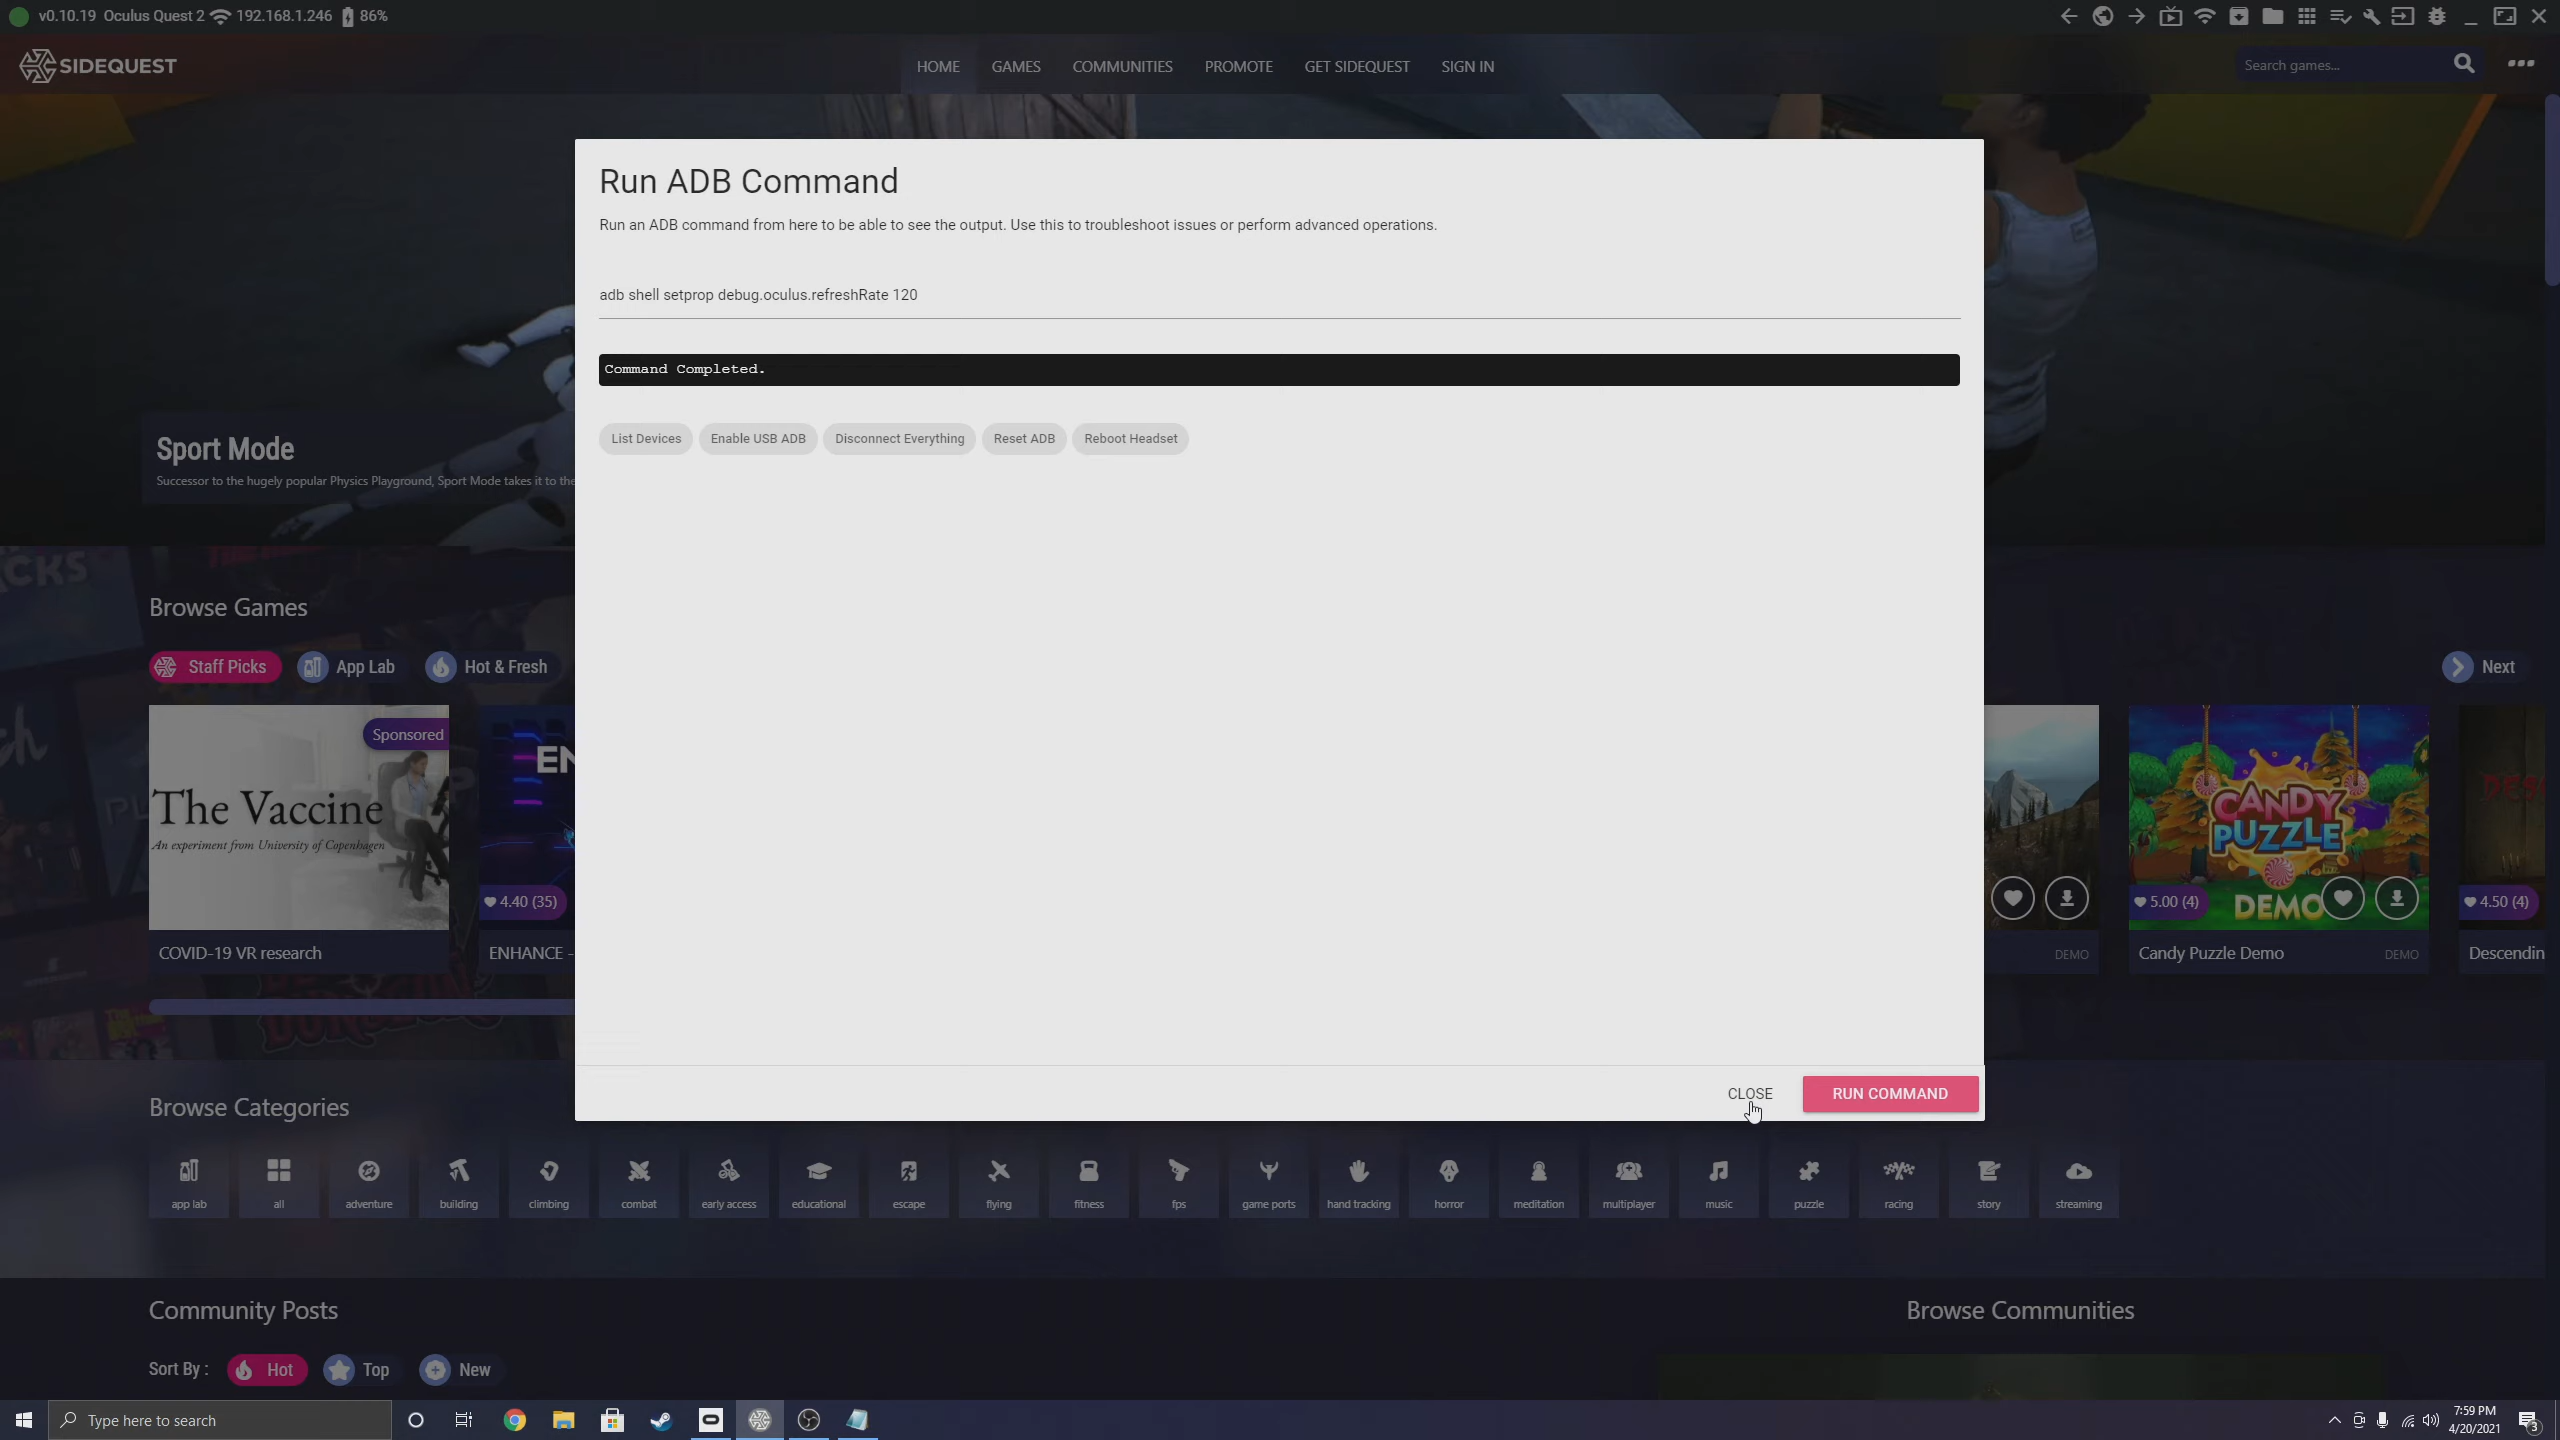 v0.10.19 Oculus Quest 2 192.168.1.246 86%
SIDEQUEST
HOME GAMES COMMUNITIES PROMOTE GET SIDEQUEST SIGN IN
Search games...
Run ADB Command
Run an ADB command from here to be able to see the output. Use this to troubleshoot issues or perform advanced operations.
adb shell setprop debug.oculus.refreshRate 120
Command Completed.
List Devices Enable USB ADB Disconnect Everything Reset ADB Reboot Headset
Sport Mode
Successor to the hugely popular Physics Playground, Sport Mode takes it to the
Browse Games
Staff Picks App Lab Hot & Fresh
Next
Sponsored
The Vaccine
An experiment from University of Copenhagen
EN
CANDY
PUZZLE
DEMO
4.40 (35)
5.00 (4)
4.50 (4)
COVID-19 VR research
ENHANCE -
DEMO
Candy Puzzle Demo
DEMO
Descendin
CLOSE RUN COMMAND
Browse Categories
app lab all adventure building climbing combat early access educational escape flying fitness fps game ports hand tracking horror meditation multiplayer music puzzle racing story streaming
Community Posts
Browse Communities
Sort By : Hot Top New
Type here to search
7:59 PM
4/20/2021
3